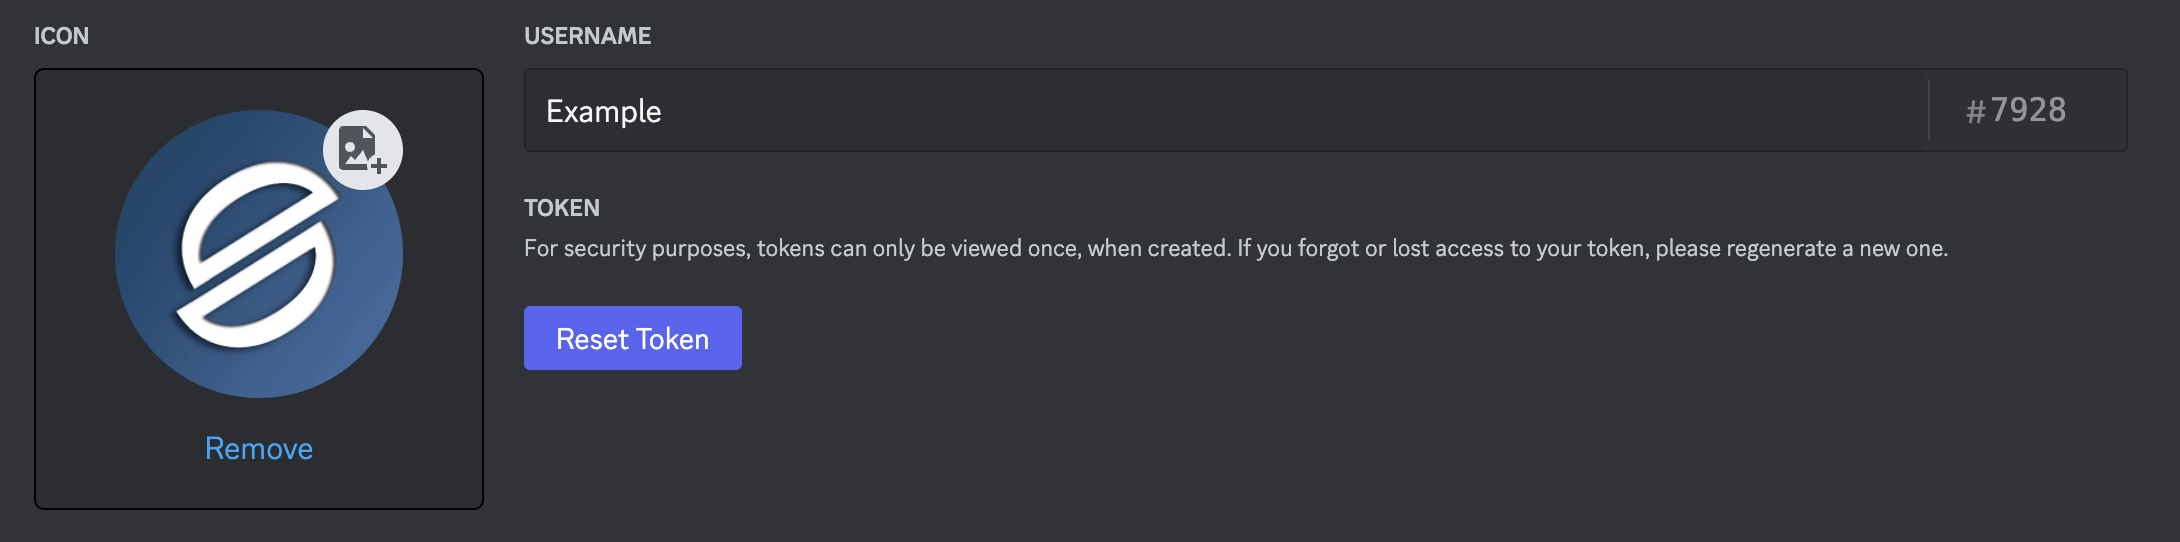 ICON
USERNAME
Example
#7928
TOKEN
For security purposes, tokens can only be viewed once, when created. If you forgot or lost access to your token, please regenerate a new one.
Reset Token
Remove